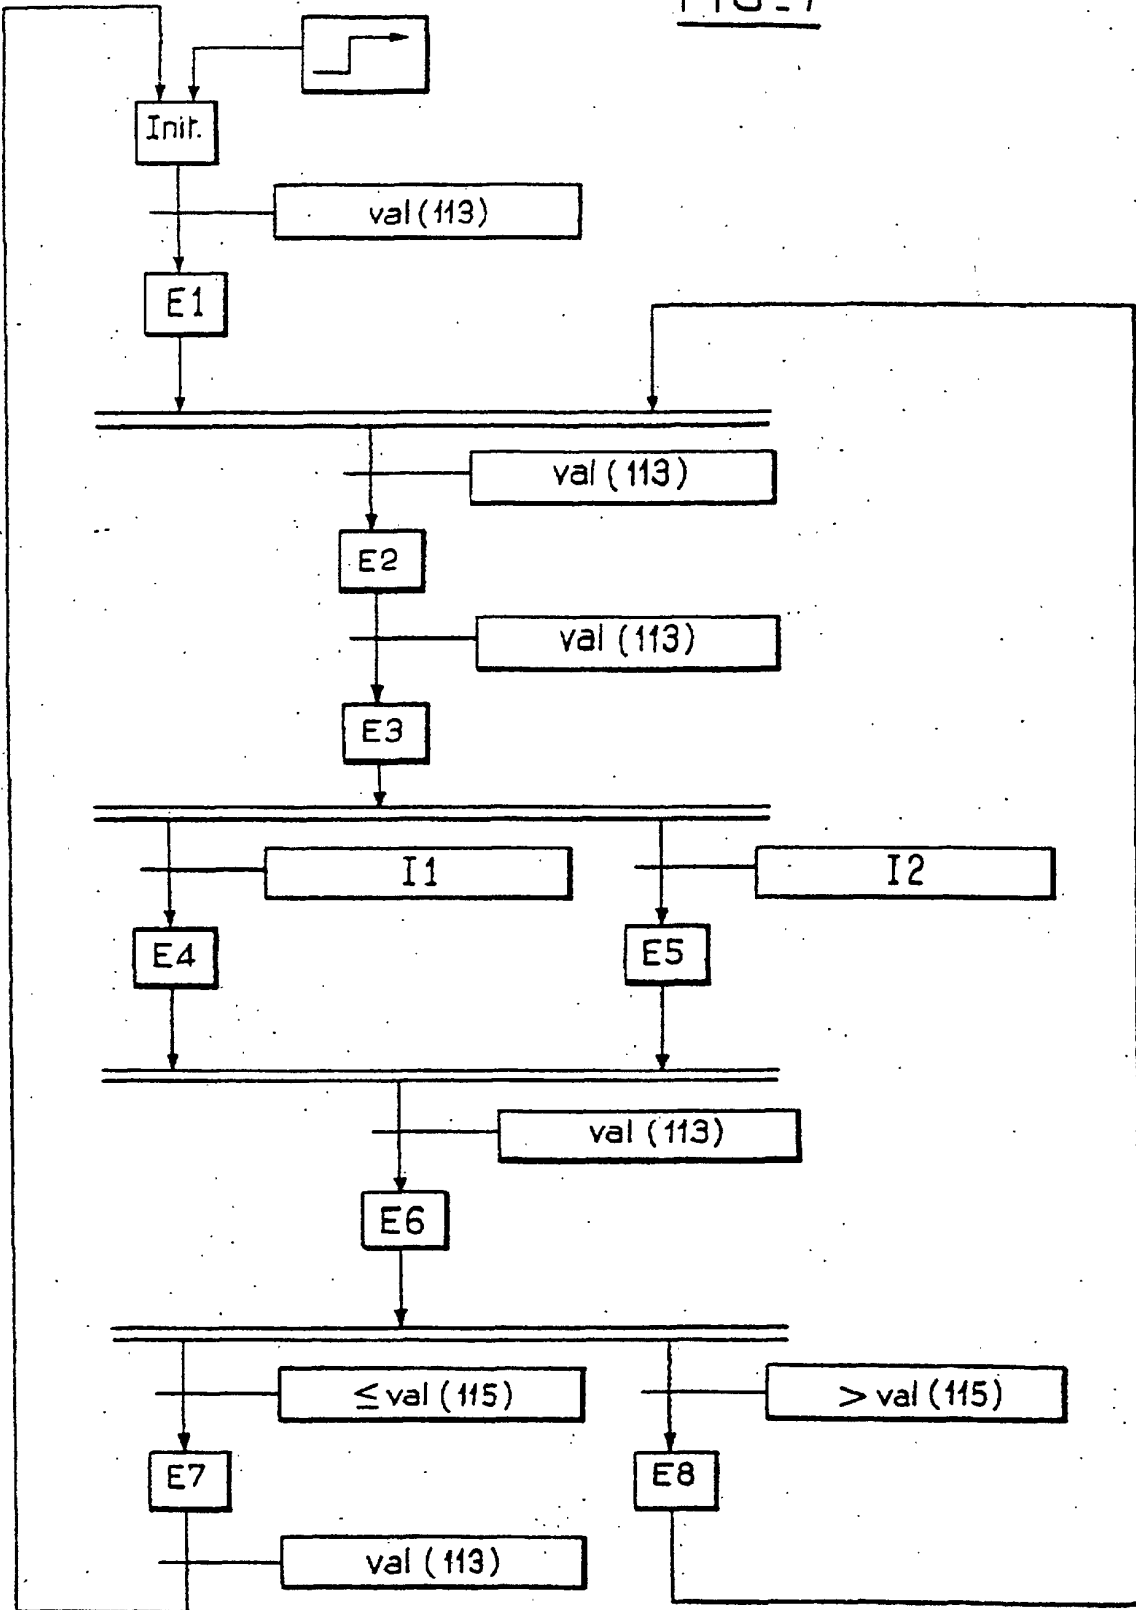 Init.
val (113)
E1
val (113)
E2
val (113)
E3
I1
I2
E4
E5
val (113)
E6
≤ val (115)
> val (115)
E7
E8
val (113)